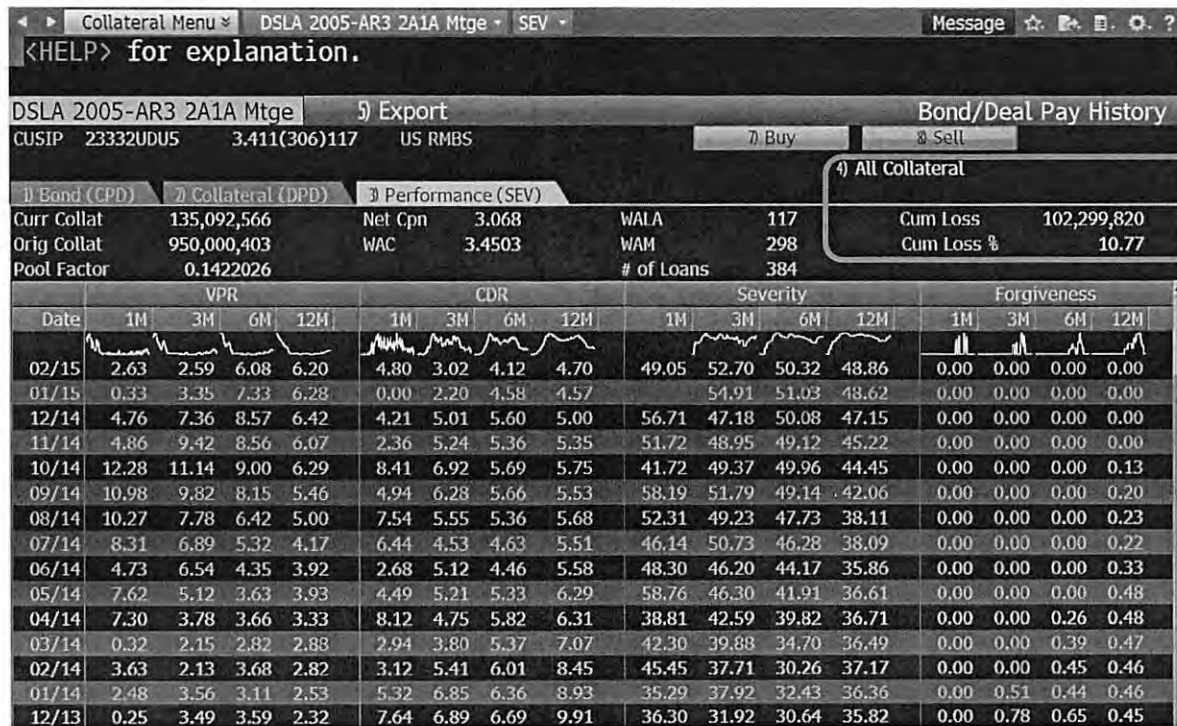 Collateral Menu DSLA 2005-AR3 2A1A Mtge SEV Message ?
<HELP> for explanation.
DSLA 2005-AR3 2A1A Mtge 5) Export Bond/Deal Pay History
CUSIP 23332UDU5 3.411(306)117 US RMBS 7) Buy 8) Sell
4) All Collateral
1) Bond (CPD) 2) Collateral (DPD) 3) Performance (SEV)
Curr Collat 135,092,566 Net Cpn 3.068 WALA 117 Cum Loss 102,299,820
Orig Collat 950,000,403 WAC 3.4503 WAM 298 Cum Loss % 10.77
Pool Factor 0.1422026 # of Loans 384
VPR CDR Severity Forgiveness
Date 1M 3M 6M 12M 1M 3M 6M 12M 1M 3M 6M 12M 1M 3M 6M 12M
02/15 2.63 2.59 6.08 6.20 4.80 3.02 4.12 4.70 49.05 52.70 50.32 48.86 0.00 0.00 0.00 0.00
01/15 0.33 3.35 7.33 6.28 0.00 2.20 4.58 4.57 54.91 51.03 48.62 0.00 0.00 0.00 0.00
12/14 4.76 7.36 8.57 6.42 4.21 5.01 5.60 5.00 56.71 47.18 50.08 47.15 0.00 0.00 0.00 0.00
11/14 4.86 9.42 8.56 6.07 2.36 5.24 5.36 5.35 51.72 48.95 49.12 45.22 0.00 0.00 0.00 0.00
10/14 12.28 11.14 9.00 6.29 8.41 6.92 5.69 5.75 41.72 49.37 49.96 44.45 0.00 0.00 0.00 0.13
09/14 10.98 9.82 8.15 5.46 4.94 6.28 5.66 5.53 58.19 51.79 49.14 42.06 0.00 0.00 0.00 0.20
08/14 10.27 7.78 6.42 5.00 7.54 5.55 5.36 5.68 52.31 49.23 47.73 38.11 0.00 0.00 0.00 0.23
07/14 8.31 6.89 5.32 4.17 6.44 4.53 4.63 5.51 46.14 50.73 46.28 38.09 0.00 0.00 0.00 0.22
06/14 4.73 6.54 4.35 3.92 2.68 5.12 4.46 5.58 48.30 46.20 44.17 35.86 0.00 0.00 0.00 0.33
05/14 7.62 5.12 3.63 3.93 4.49 5.21 5.33 6.29 58.76 46.30 41.91 36.61 0.00 0.00 0.00 0.48
04/14 7.30 3.78 3.66 3.33 8.12 4.75 5.82 6.31 38.81 42.59 39.82 36.71 0.00 0.00 0.26 0.48
03/14 0.32 2.15 2.82 2.88 2.94 3.80 5.37 7.07 42.30 39.88 34.70 36.49 0.00 0.00 0.39 0.47
02/14 3.63 2.13 3.68 2.82 3.12 5.41 6.01 8.45 45.45 37.71 30.26 37.17 0.00 0.00 0.45 0.46
01/14 2.48 3.56 3.11 2.53 5.32 6.85 6.36 8.93 35.29 37.92 32.43 36.36 0.00 0.51 0.44 0.46
12/13 0.25 3.49 3.59 2.32 7.64 6.89 6.69 9.91 36.30 31.92 30.64 35.82 0.00 0.78 0.65 0.45